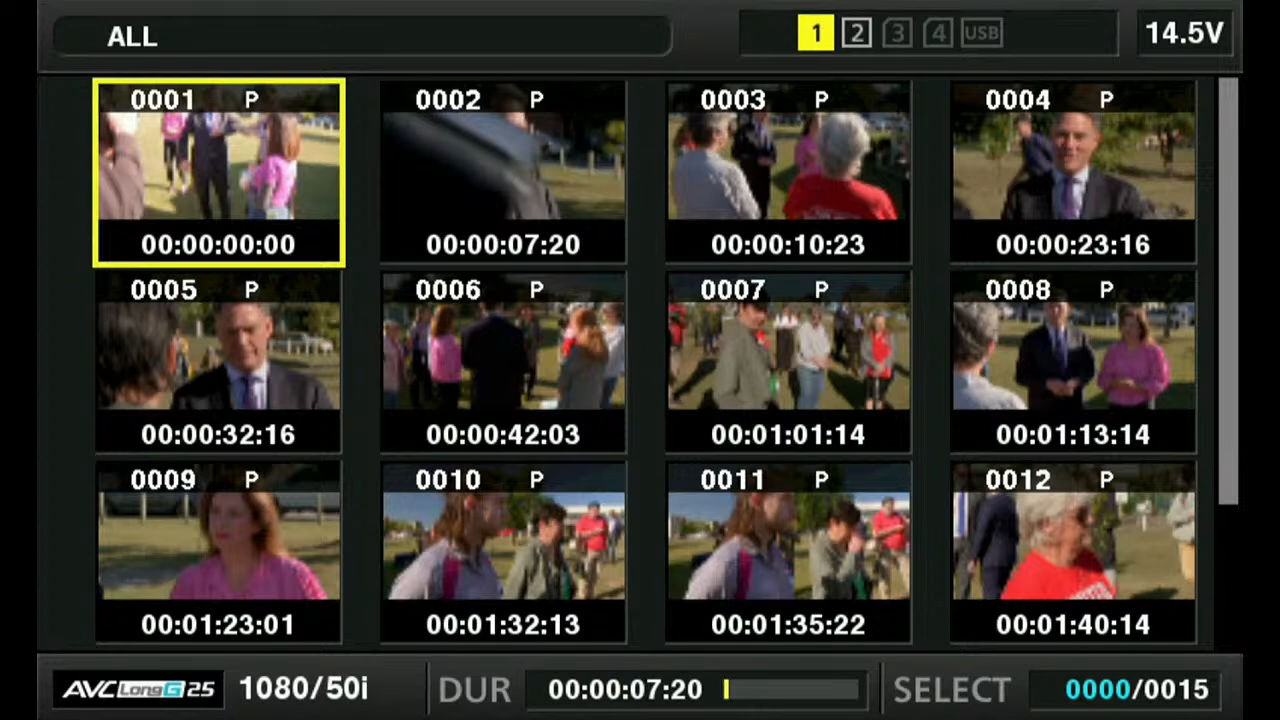 ALL 1 2 3 4 USB 14.5V
0001 P 0002 P 0003 P 0004 P
00:00:00:00 00:00:07:20 00:00:10:23 00:00:23:16
0005 P 0006 P 0007 P 0008 P
00:00:32:16 00:00:42:03 00:01:01:14 00:01:13:14
0009 P 0010 P 0011 P 0012 P
00:01:23:01 00:01:32:13 00:01:35:22 00:01:40:14
AVC LongG 25 1080/50i DUR 00:00:07:20 SELECT 0000/0015